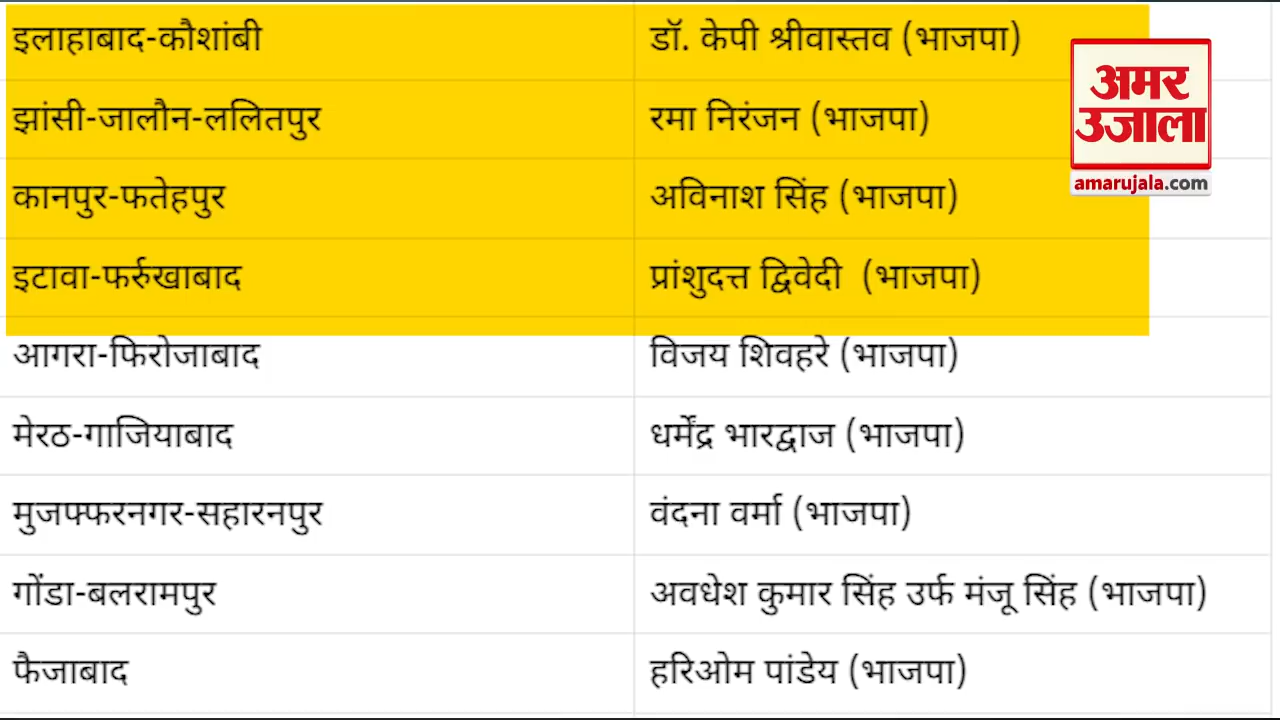 इलाहाबाद-कौशांबी डॉ. केपी श्रीवास्तव (भाजपा)
झांसी-जालौन-ललितपुर रमा निरंजन (भाजपा)
कानपुर-फतेहपुर अविनाश सिंह (भाजपा)
इटावा-फर्रुखाबाद प्रांशुदत्त द्विवेदी (भाजपा)
आगरा-फिरोजाबाद विजय शिवहरे (भाजपा)
मेरठ-गाजियाबाद धर्मेंद्र भारद्वाज (भाजपा)
मुजफ्फरनगर-सहारनपुर वंदना वर्मा (भाजपा)
गोंडा-बलरामपुर अवधेश कुमार सिंह उर्फ मंजू सिंह (भाजपा)
फैजाबाद हरिओम पांडेय (भाजपा)
अमर
उजाला
amarujala.com